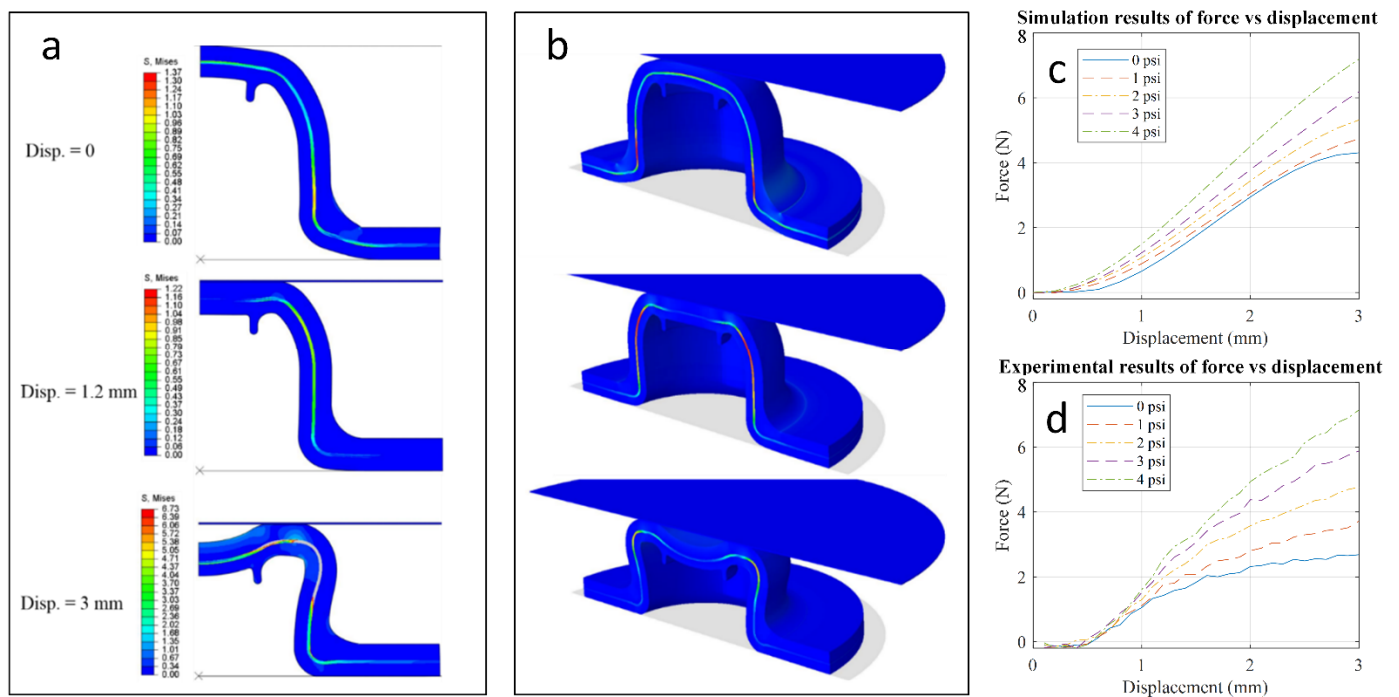 a
S, Mises
1.37
1.30
1.24
1.17
1.10
1.03
0.96
0.89
0.82
0.75
0.69
0.62
0.55
0.48
0.41
0.34
0.27
0.21
0.14
0.07
0.00
Disp. = 0
S, Mises
1.22
1.16
1.10
1.04
0.98
0.91
0.85
0.79
0.73
0.67
0.61
0.55
0.49
0.43
0.37
0.30
0.24
0.18
0.12
0.06
0.00
Disp. = 1.2 mm
S, Mises
6.73
6.39
6.06
5.72
5.38
5.05
4.71
4.37
4.04
3.70
3.37
3.03
2.69
2.36
2.02
1.68
1.35
1.01
0.67
0.34
0.00
Disp. = 3 mm
b
Simulation results of force vs displacement
c
0 psi
1 psi
2 psi
3 psi
4 psi
8
6
4
2
0
Force (N)
0 1 2 3
Displacement (mm)
Experimental results of force vs displacement
d
0 psi
1 psi
2 psi
3 psi
4 psi
8
6
4
2
0
Force (N)
0 1 2 3
Displacement (mm)